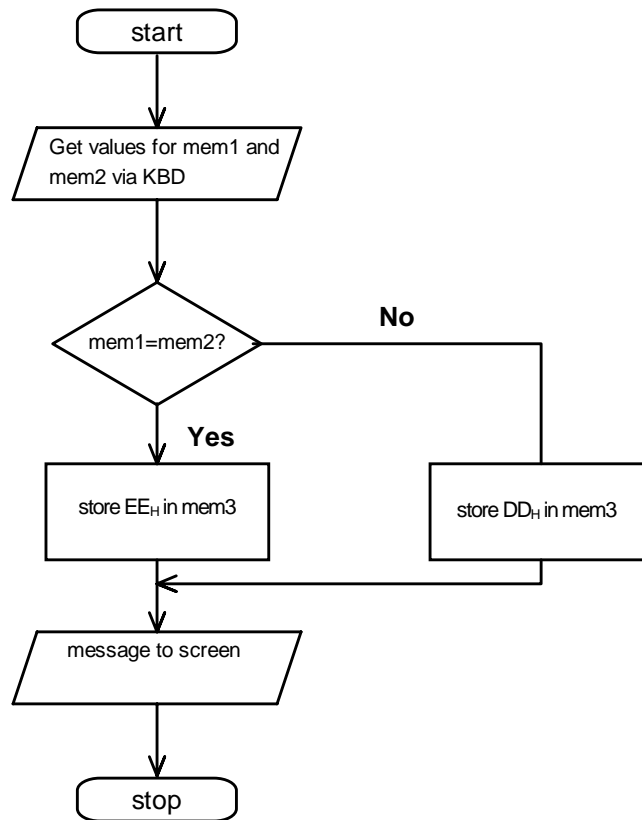 start
Get values for mem1 and
mem2 via KBD
mem1=mem2?
No
Yes
store EEH in mem3
store DDH in mem3
message to screen
stop